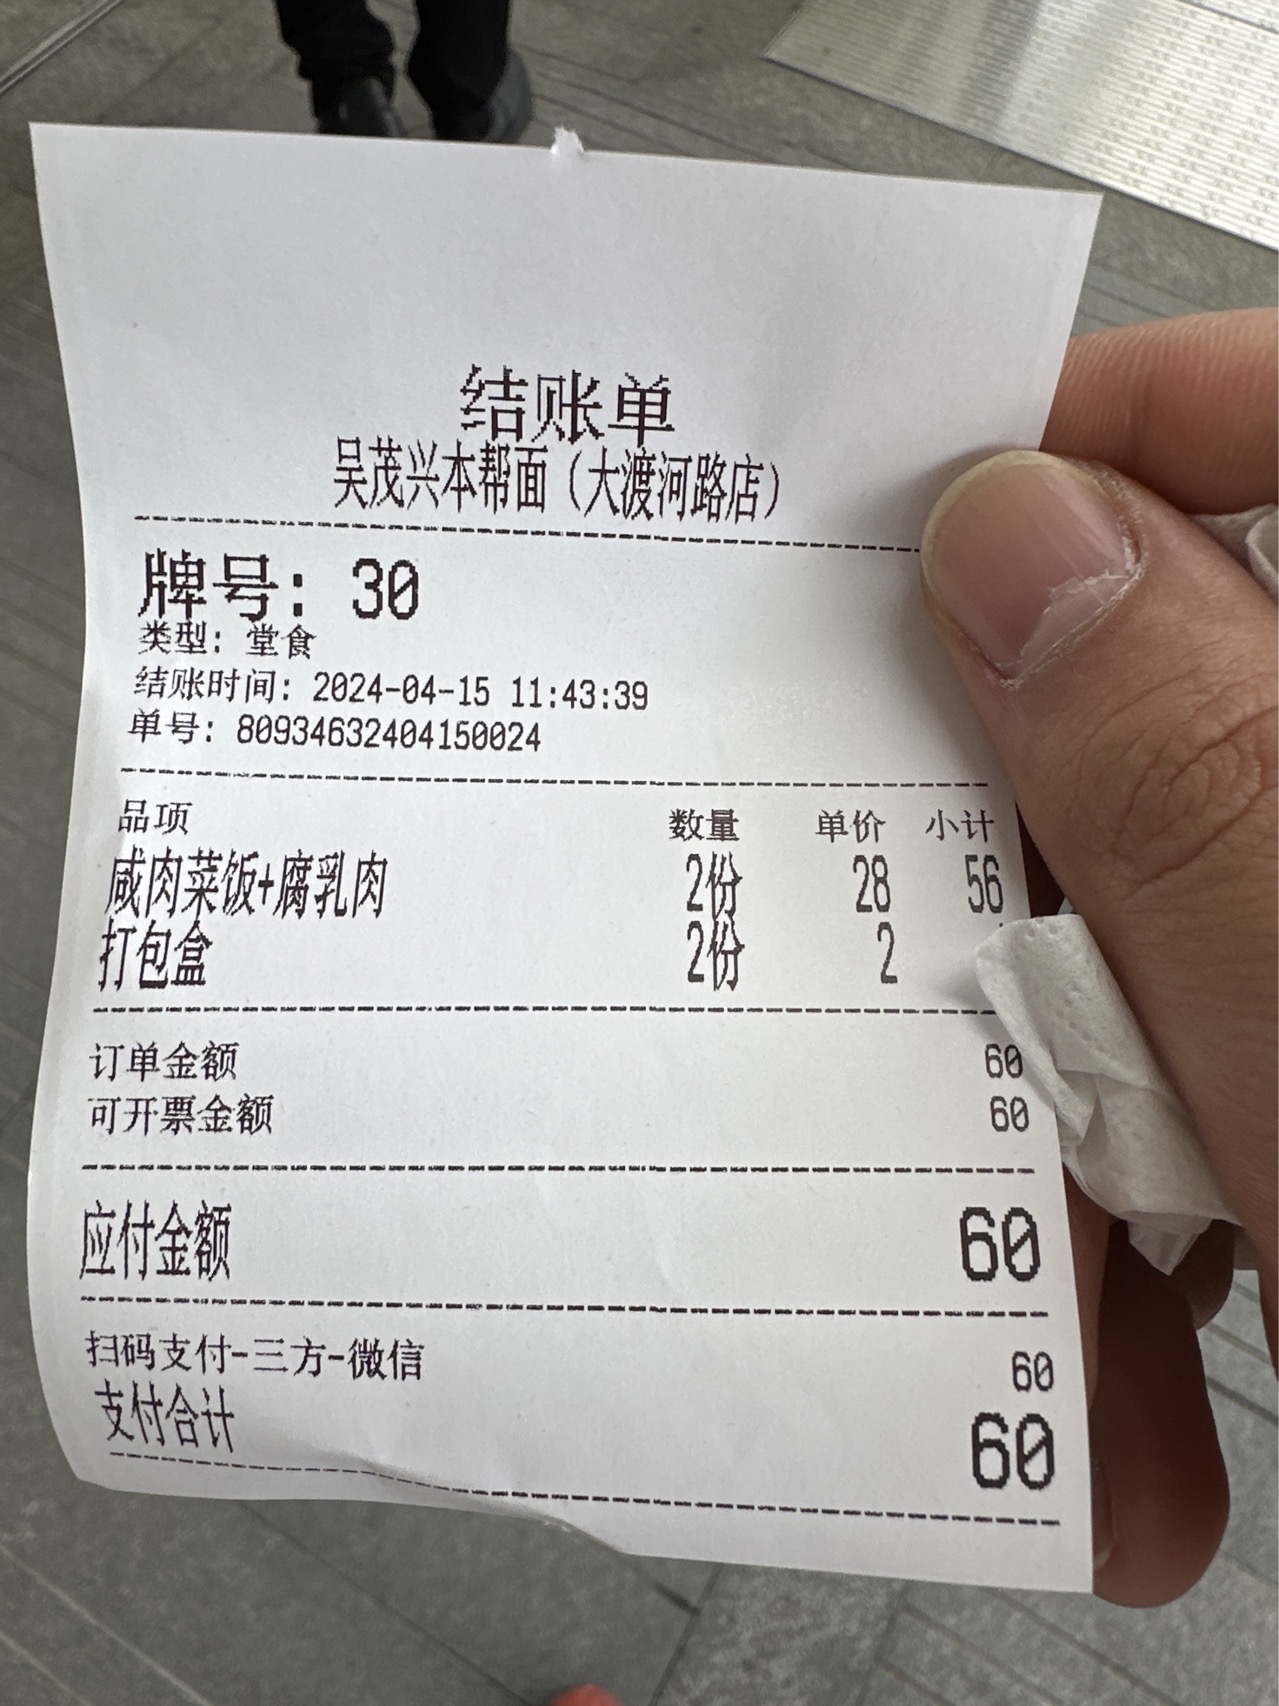 结账单
吴茂兴本帮面（大渡河路店）
牌号: 30
类型: 堂食
结账时间: 2024-04-15 11:43:39
单号: 80934632404150024
品项 数量 单价 小计
咸肉菜饭+腐乳肉 2份 28 56
打包盒 2份 2
订单金额 60
可开票金额 60
应付金额 60
扫码支付-三方-微信 60
支付合计 60